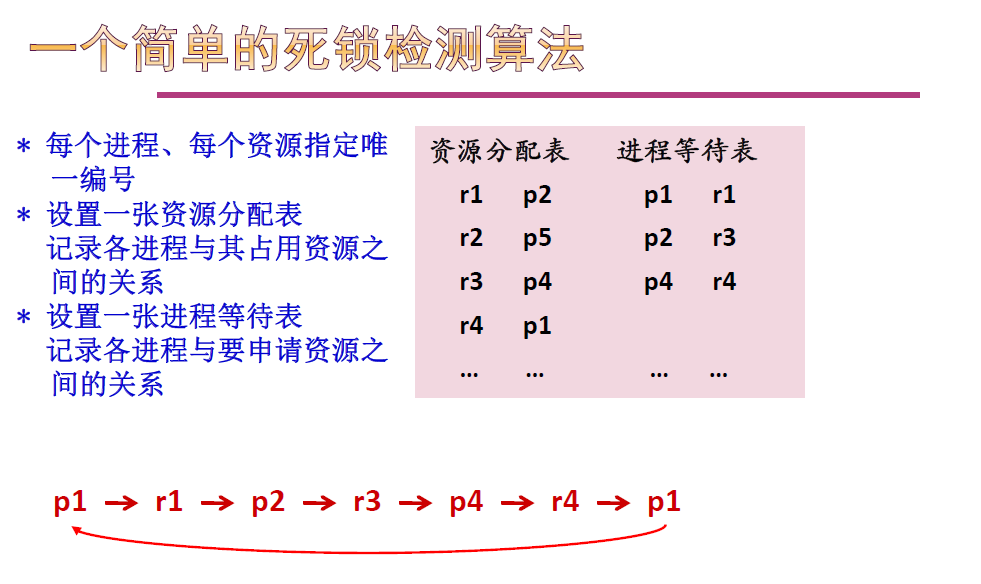 一个简单的死锁检测算法
* 每个进程、每个资源指定唯
一编号
* 设置一张资源分配表
记录各进程与其占用资源之
间的关系
* 设置一张进程等待表
记录各进程与要申请资源之
间的关系
资源分配表 进程等待表
r1 p2 p1 r1
r2 p5 p2 r3
r3 p4 p4 r4
r4 p1
... ... ... ...
p1 → r1 → p2 → r3 → p4 → r4 → p1